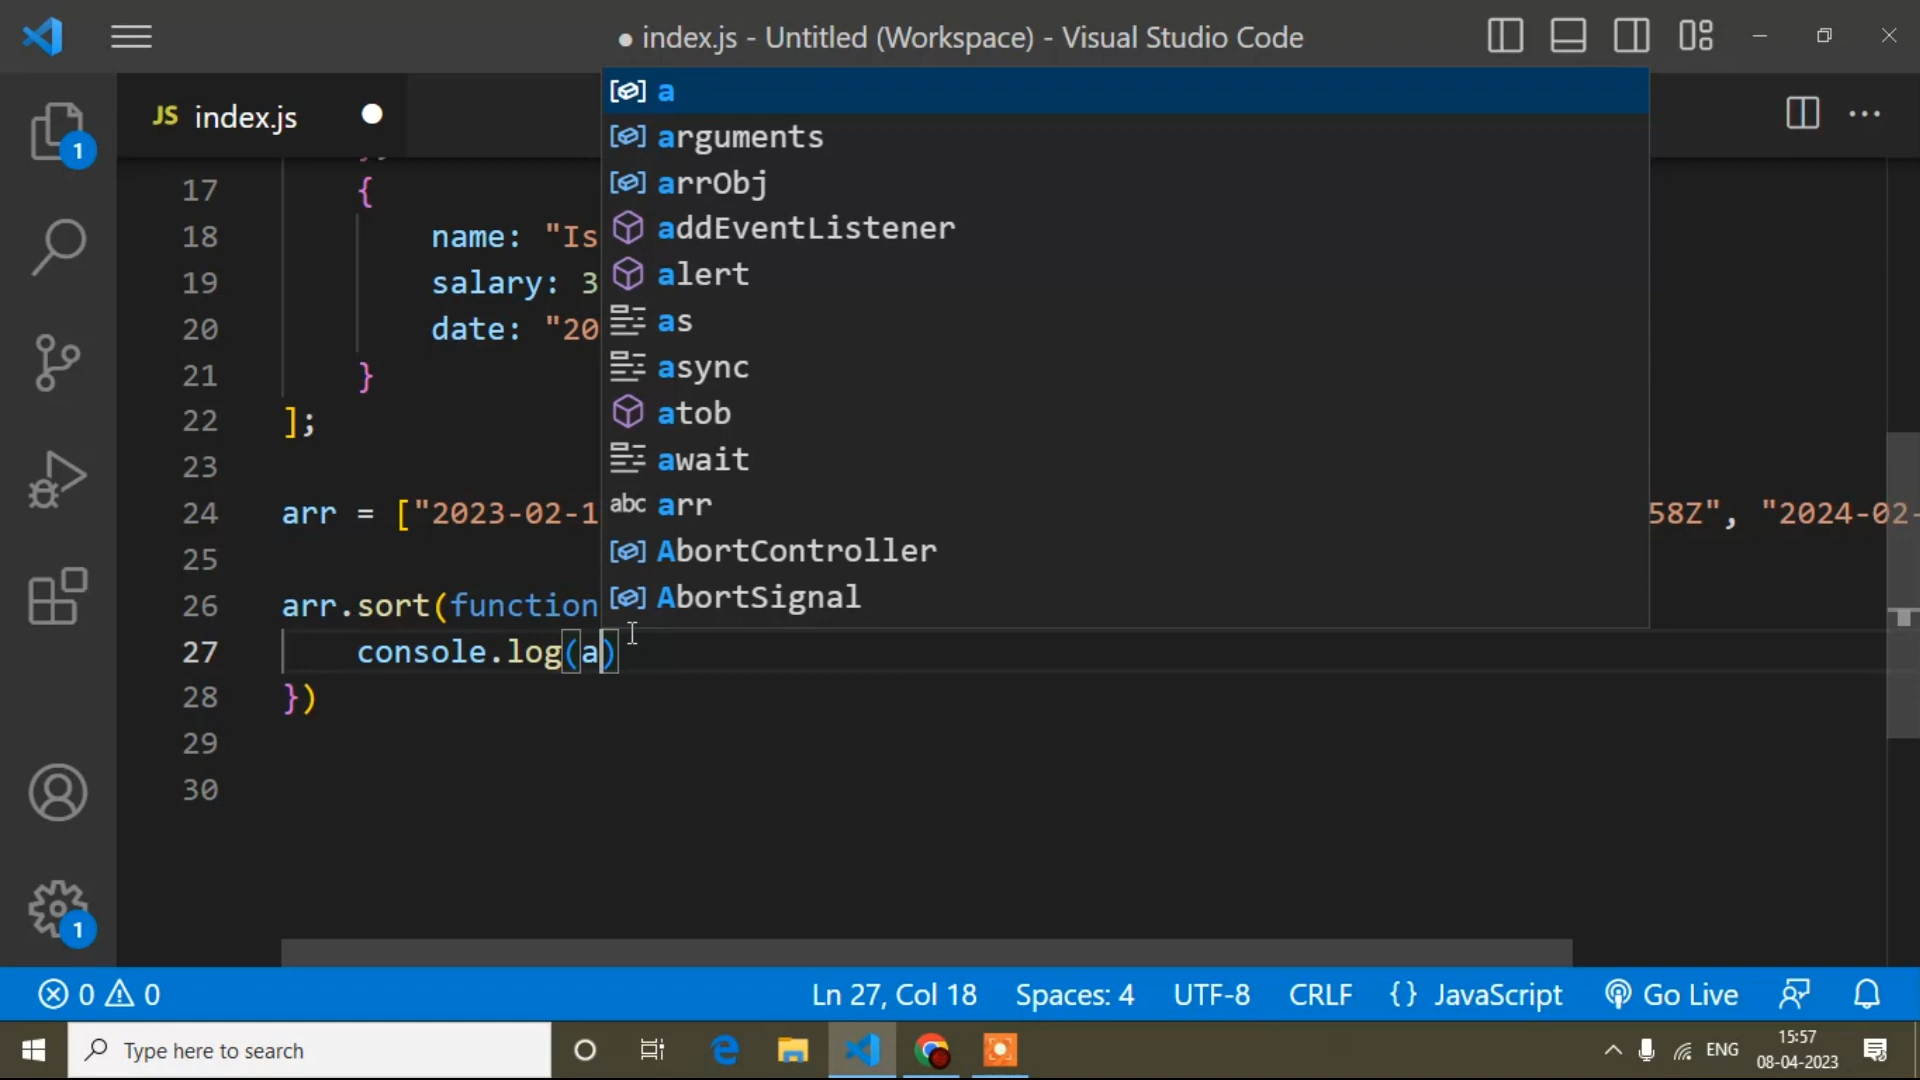 index.js - Untitled (Workspace) - Visual Studio Code
JS index.js
1
17 {
18 name: "Is
19 salary: 3
20 date: "20
21 }
22 ];
23
24 arr = ["2023-02-1 58Z", "2024-02-
25
26 arr.sort(function
27 console.log(a)
28 })
29
30
a
arguments
arrObj
addEventListener
alert
as
async
atob
await
abc arr
AbortController
AbortSignal
1
0 0 Ln 27, Col 18 Spaces: 4 UTF-8 CRLF {} JavaScript Go Live
Type here to search
ENG
15:57
08-04-2023